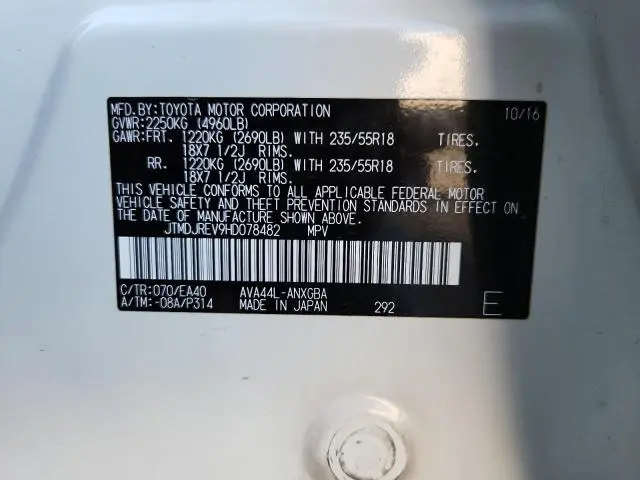 MFD.BY:TOYOTA MOTOR CORPORATION 10/16
GVWR:2250KG (4960LB)
GAWR:FRT. 1220KG (2690LB) WITH 235/55R18 TIRES.
18X7 1/2J RIMS.
RR. 1220KG (2690LB) WITH 235/55R18 TIRES.
18X7 1/2J RIMS.
THIS VEHICLE CONFORMS TO ALL APPLICABLE FEDERAL MOTOR
VEHICLE SAFETY AND THEFT PREVENTION STANDARDS IN EFFECT ON
THE DATE OF MANUFACTURE SHOWN ABOVE.
JTMDJREV9HD078482 MPV
C/TR:070/EA40 AVA44L-ANXGBA
A/TM:-08A/P314 MADE IN JAPAN 292 E